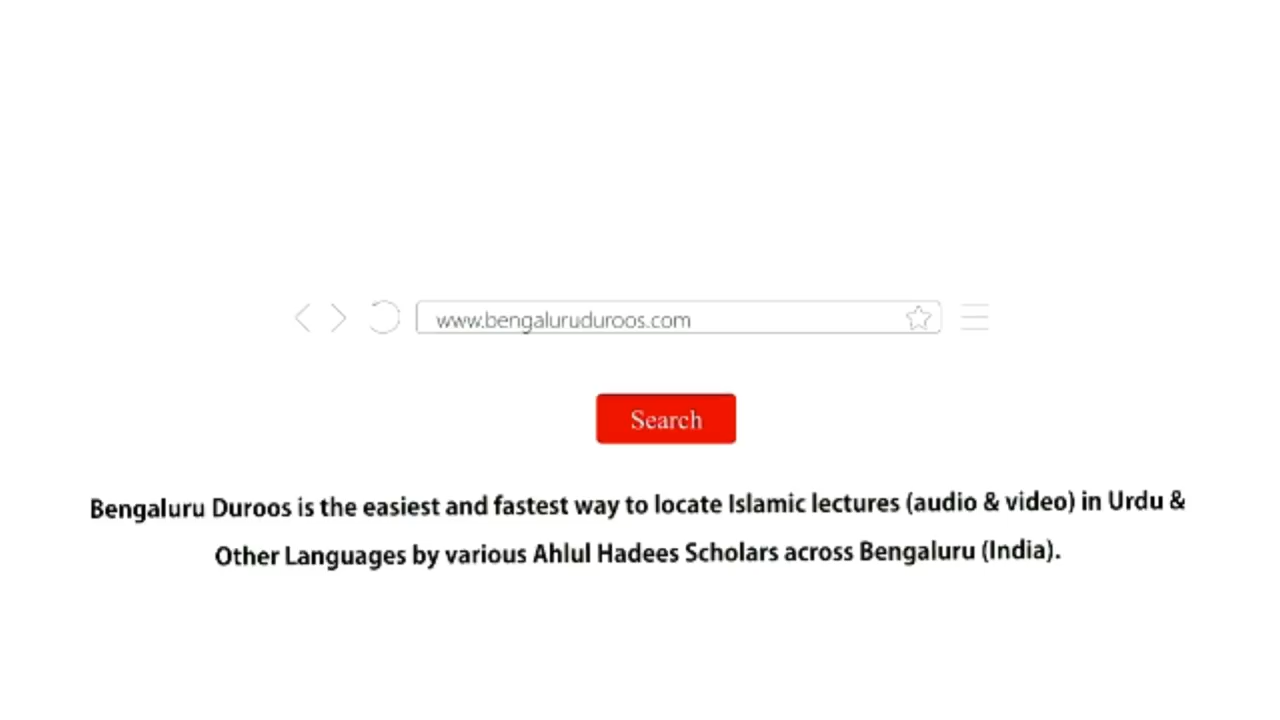 www.bengaluruduroos.com
Search
Bengaluru Duroos is the easiest and fastest way to locate Islamic lectures (audio & video) in Urdu &
Other Languages by various Ahlul Hadees Scholars across Bengaluru (India).